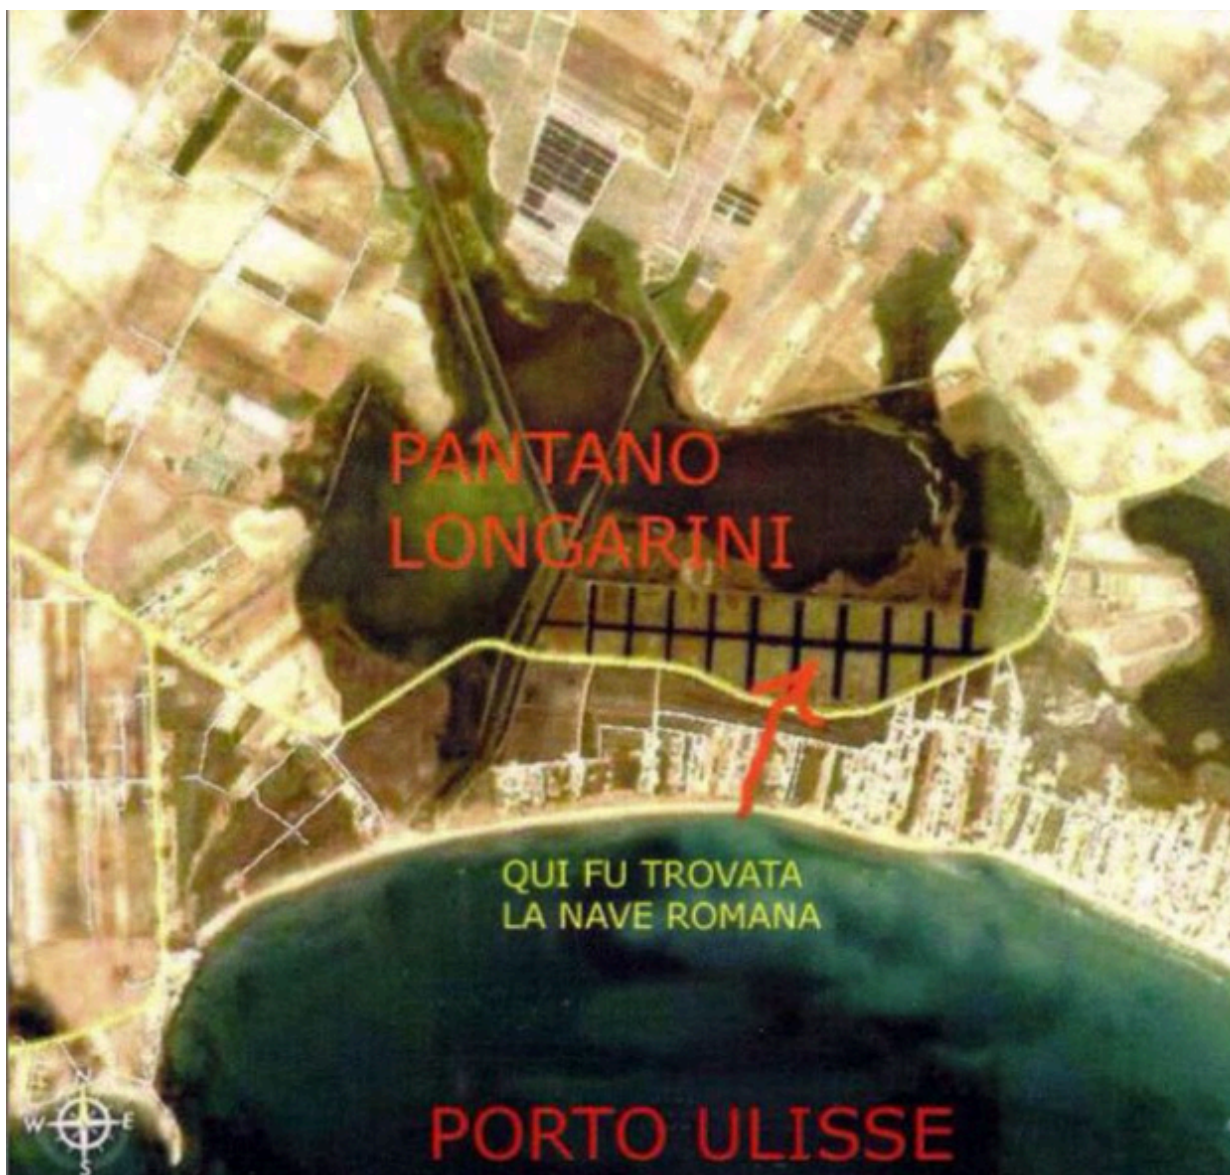 PANTANO
LONGARINI
QUI FU TROVATA
LA NAVE ROMANA
N
W E
S
PORTO ULISSE